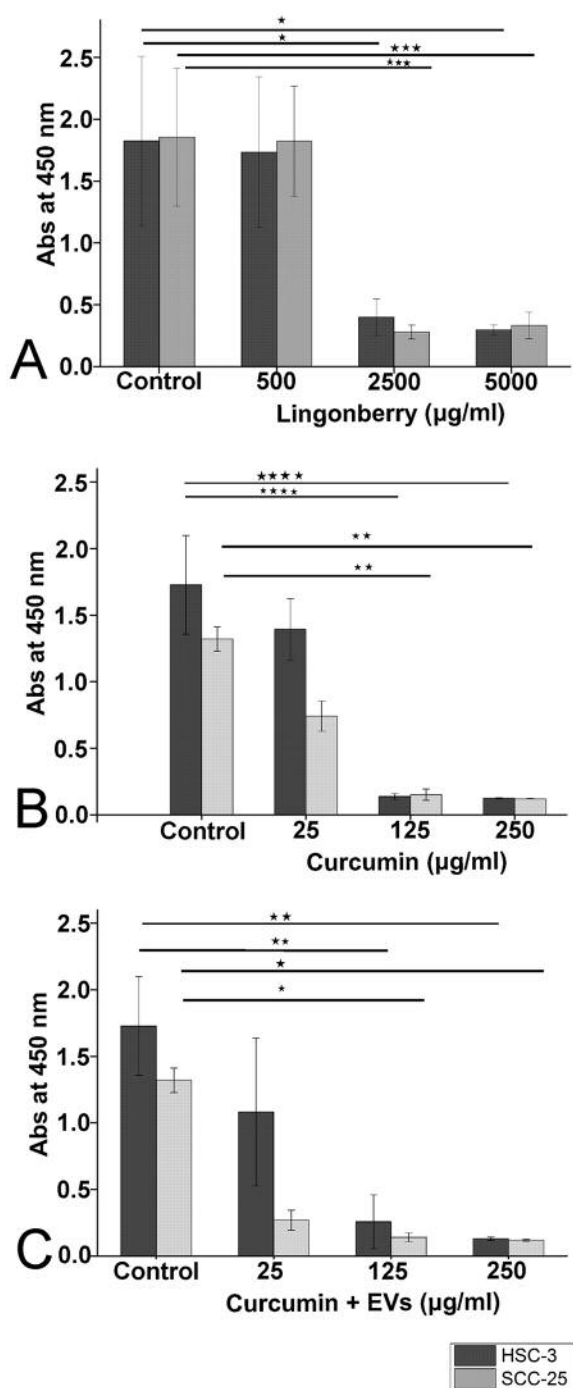 ★
★
★★★
★★★
2.5
2.0
1.5
1.0
0.5
0.0
Abs at 450 nm
A
Control 500 2500 5000
Lingonberry (µg/ml)
★★★★
★★★★
★★
★★
2.5
2.0
1.5
1.0
0.5
0.0
Abs at 450 nm
B
Control 25 125 250
Curcumin (µg/ml)
★★
★★
★
★
2.5
2.0
1.5
1.0
0.5
0.0
Abs at 450 nm
C
Control 25 125 250
Curcumin + EVs (µg/ml)
HSC-3
SCC-25